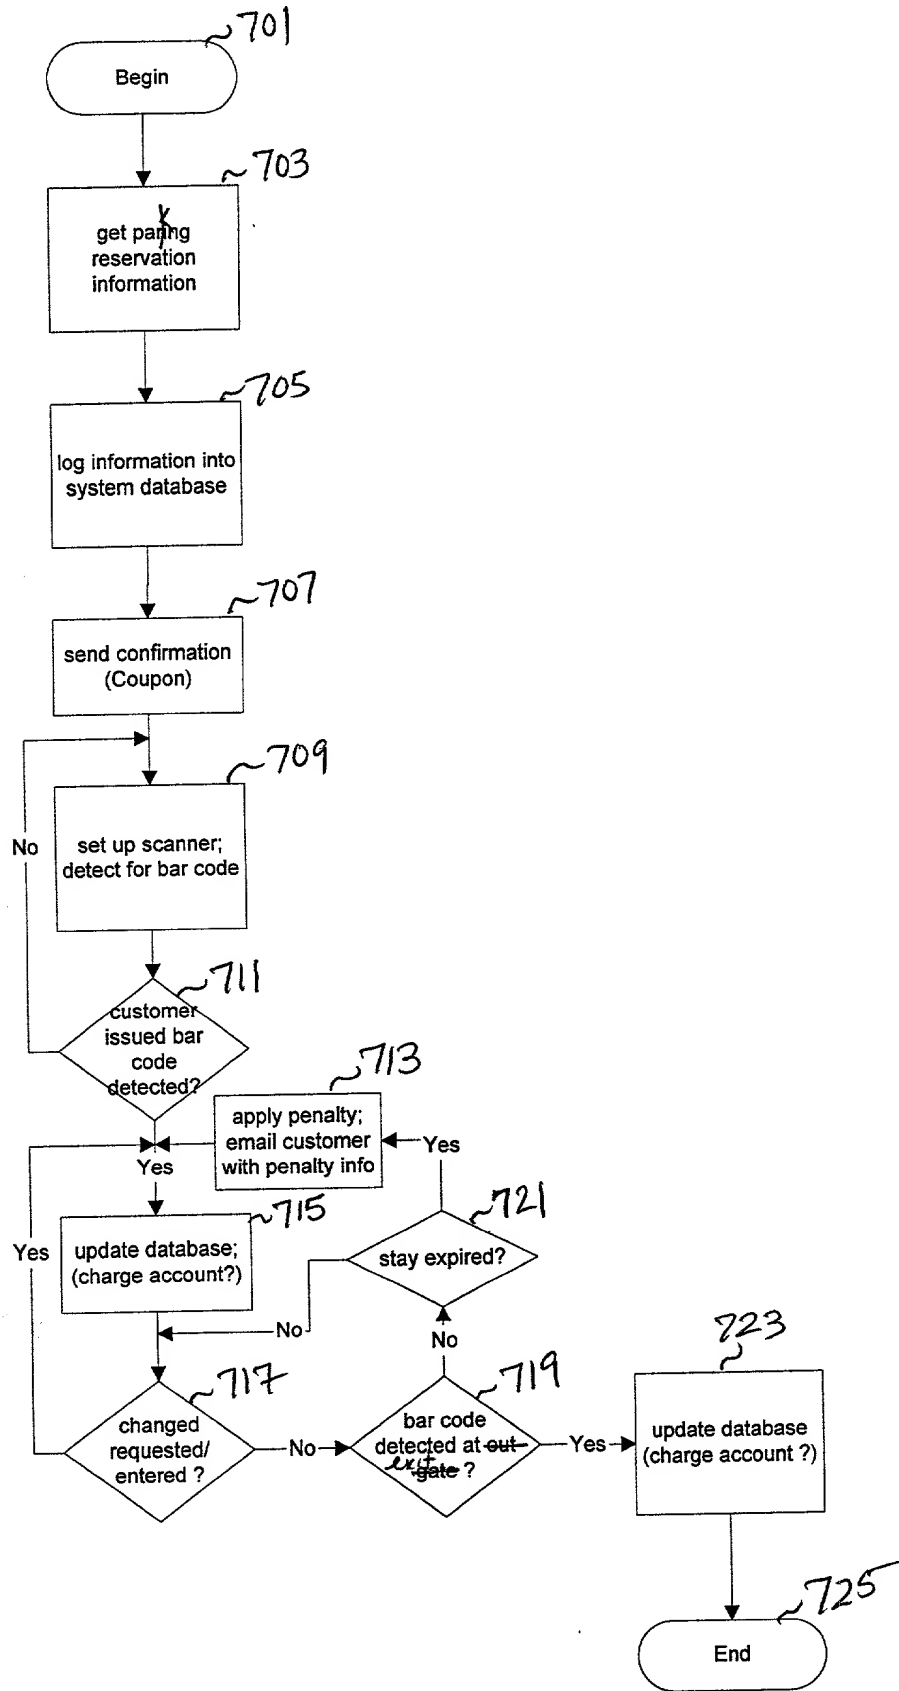 701
Begin
703
get paring
k
reservation
information
705
log information into
system database
707
send confirmation
(Coupon)
709
set up scanner;
detect for bar code
No
711
customer
issued bar
code
detected?
713
apply penalty;
email customer
with penalty info
Yes
Yes
715
update database;
(charge account?)
Yes
721
stay expired?
No
No
717
changed
requested/
entered ?
No
719
bar code
detected at out
exit gate ?
Yes
723
update database
(charge account ?)
725
End